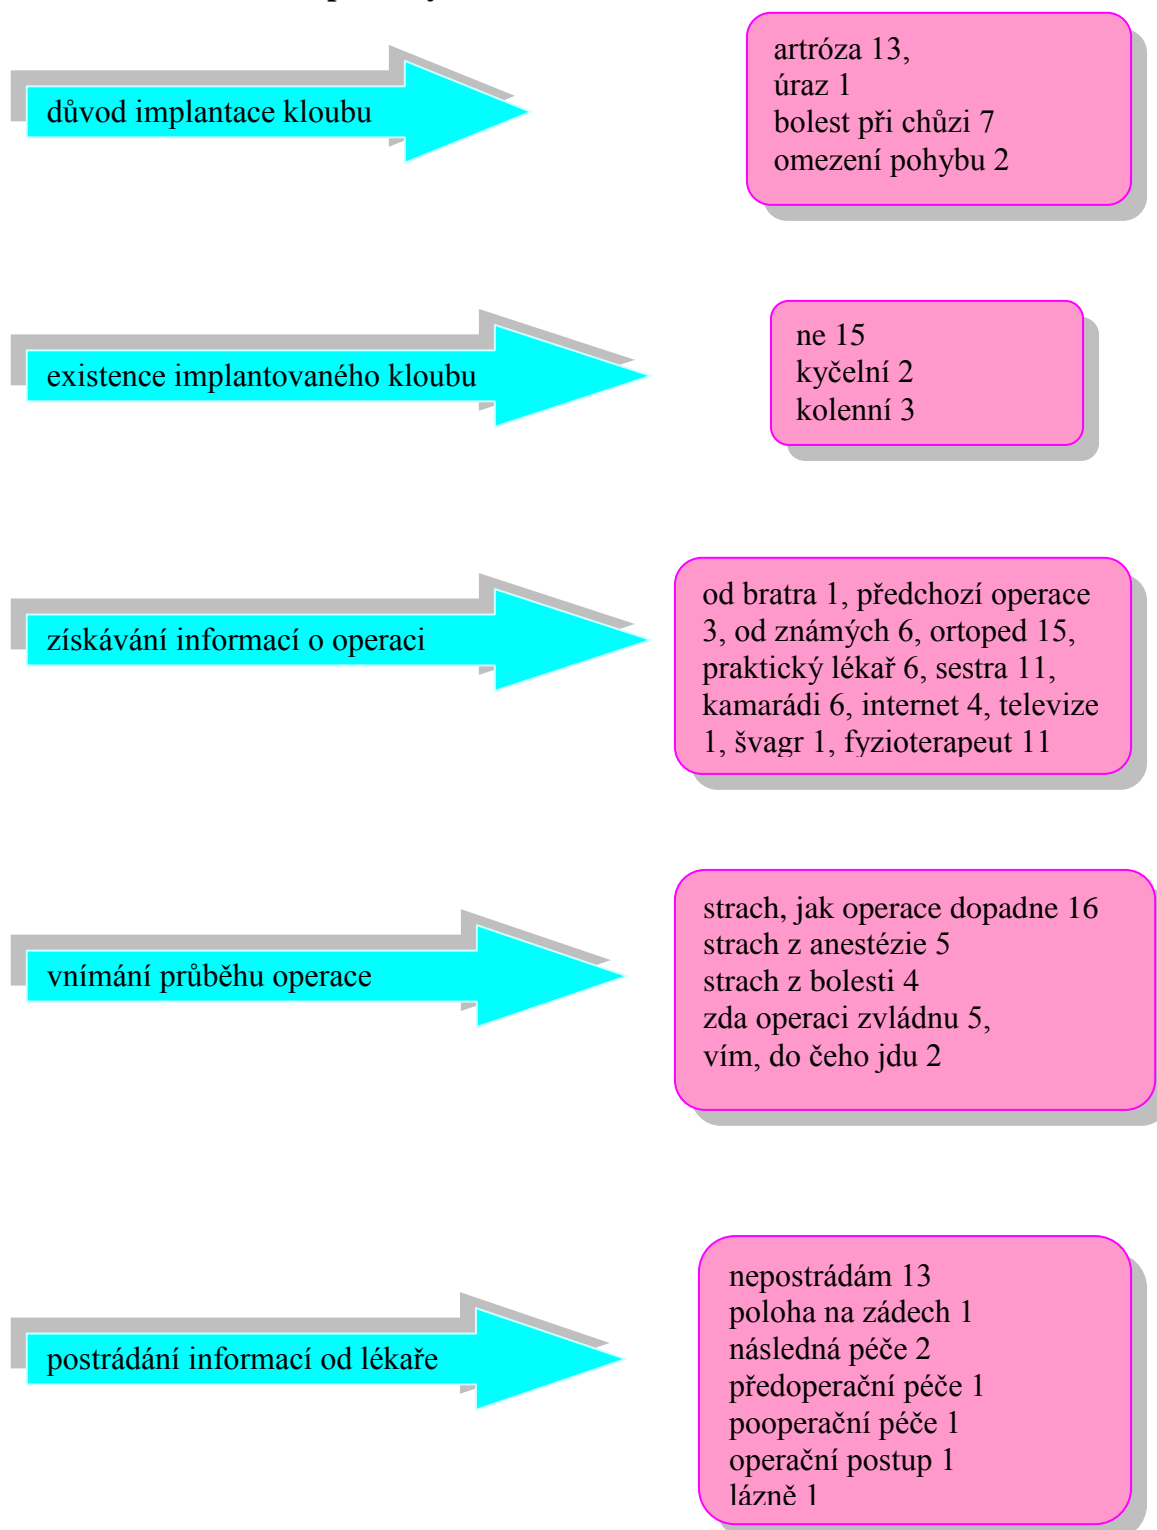 důvod implantace kloubu
artróza 13,
úraz 1
bolest při chůzi 7
omezení pohybu 2
existence implantovaného kloubu
ne 15
kyčelní 2
kolenní 3
získávání informací o operaci
od bratra 1, předchozí operace
3, od známých 6, ortoped 15,
praktický lékař 6, sestra 11,
kamarádi 6, internet 4, televize
1, švagr 1, fyzioterapeut 11
vnímání průběhu operace
strach, jak operace dopadne 16
strach z anestézie 5
strach z bolesti 4
zda operaci zvládnu 5,
vím, do čeho jdu 2
postrádání informací od lékaře
nepostrádám 13
poloha na zádech 1
následná péče 2
předoperační péče 1
pooperační péče 1
operační postup 1
lázně 1